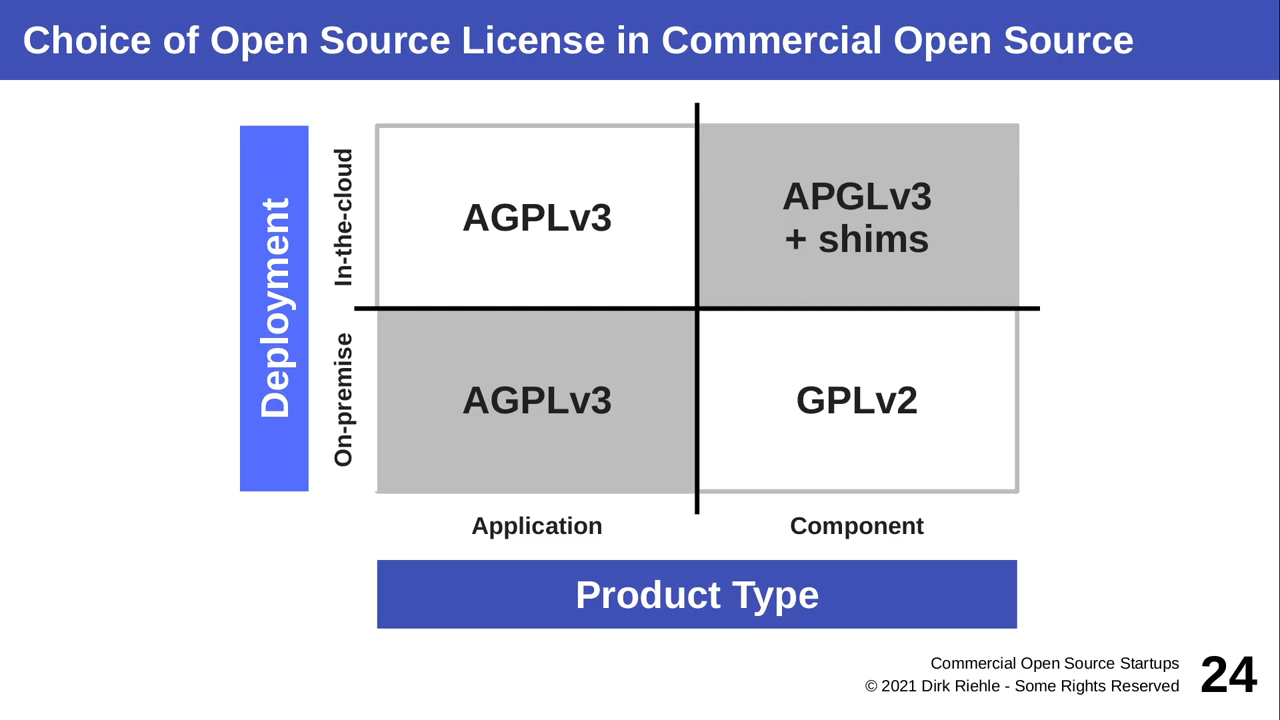 Choice of Open Source License in Commercial Open Source
Deployment
In-the-cloud
On-premise
AGPLv3
APGLv3
+ shims
AGPLv3
GPLv2
Application
Component
Product Type
Commercial Open Source Startups
© 2021 Dirk Riehle - Some Rights Reserved
24